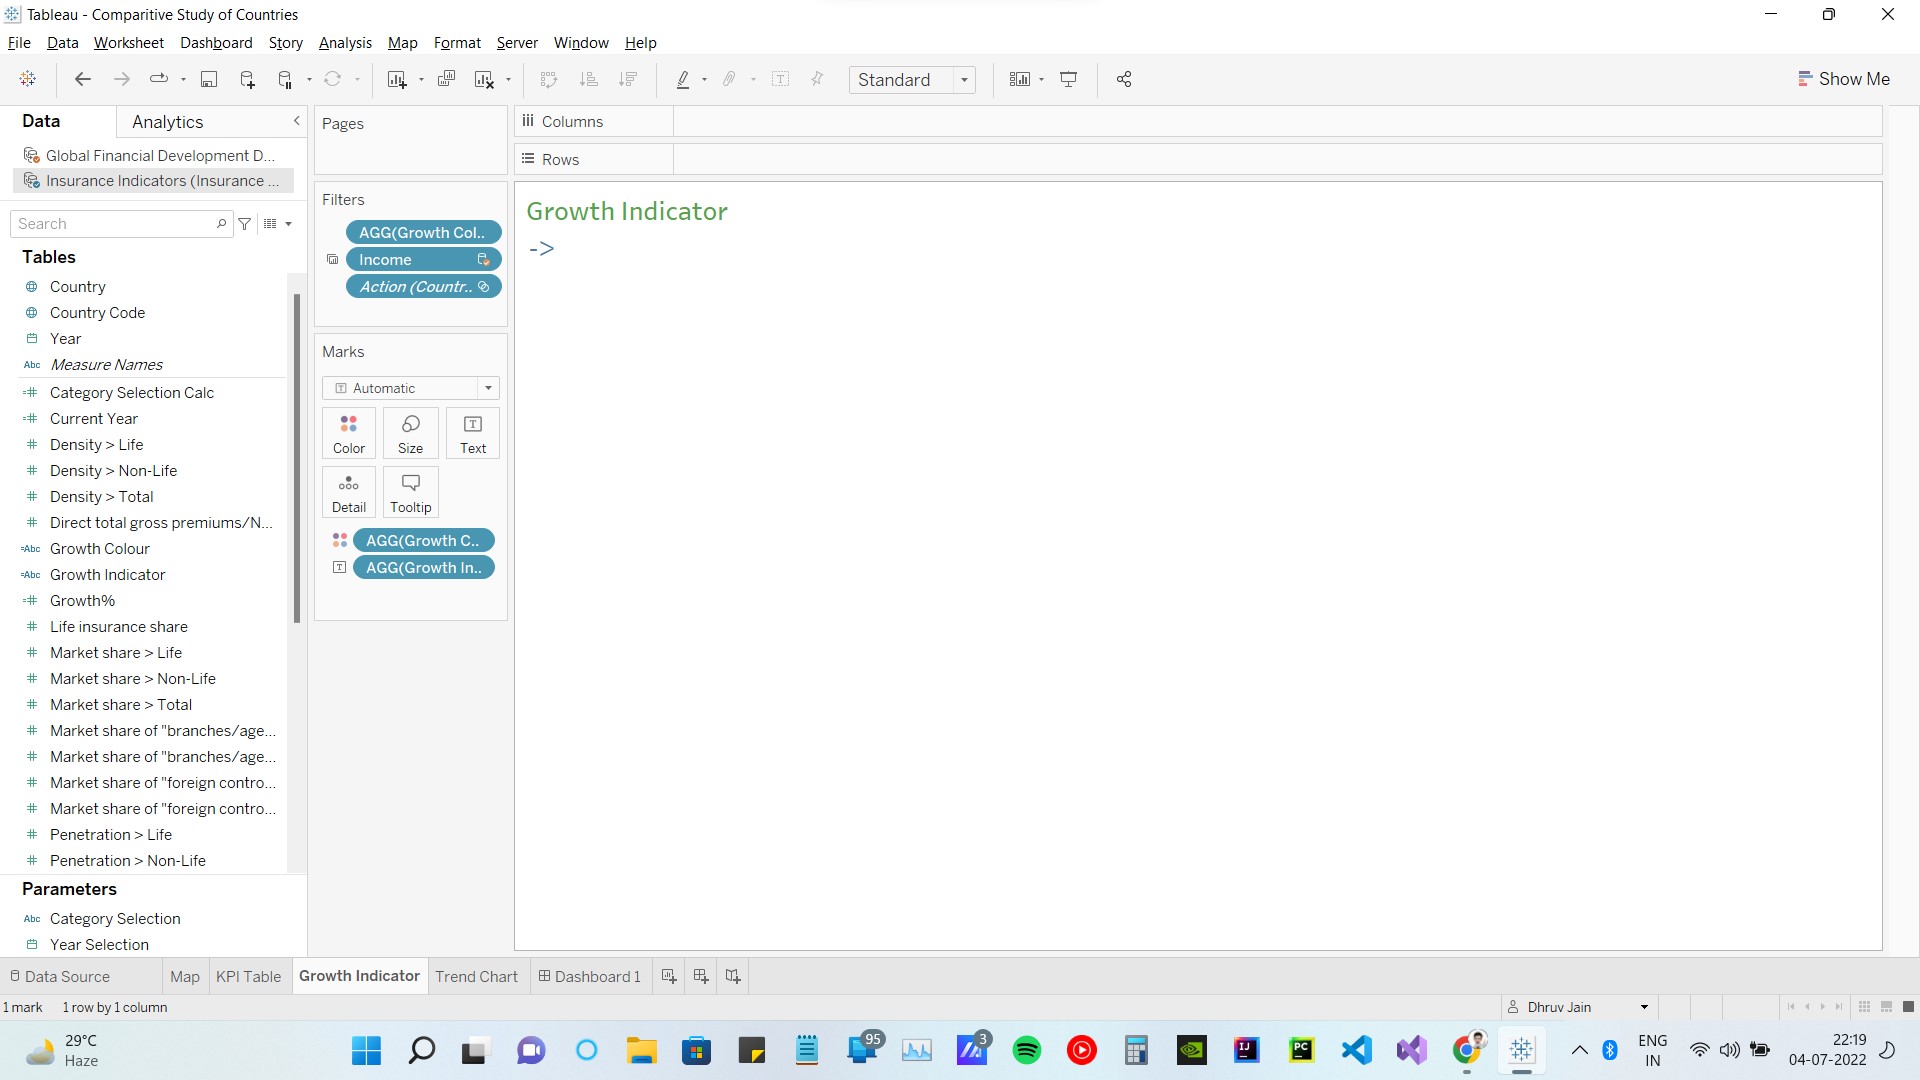 Tableau - Comparitive Study of Countries
File Data Worksheet Dashboard Story Analysis Map Format Server Window Help
Standard
Show Me
Data
Analytics
Global Financial Development D...
Insurance Indicators (Insurance ...
Search
Tables
Country
Country Code
Year
Abc Measure Names
Category Selection Calc
Current Year
Density > Life
Density > Non-Life
Density > Total
Direct total gross premiums/N...
=Abc Growth Colour
=Abc Growth Indicator
Growth%
Life insurance share
Market share > Life
Market share > Non-Life
Market share > Total
Market share of "branches/age...
Market share of "branches/age...
Market share of "foreign contro...
Market share of "foreign contro...
Penetration > Life
Penetration > Non-Life
Parameters
Abc Category Selection
Year Selection
Pages
Filters
AGG(Growth Col..
Income
Action (Countr..
Marks
Automatic
Color
Size
Text
Detail
Tooltip
AGG(Growth C..
AGG(Growth In..
Columns
Rows
Growth Indicator
->
Data Source
Map
KPI Table
Growth Indicator
Trend Chart
Dashboard 1
1 mark 1 row by 1 column
Dhruv Jain
29°C
Haze
95
3
IJ
PC
ENG
IN
22:19
04-07-2022